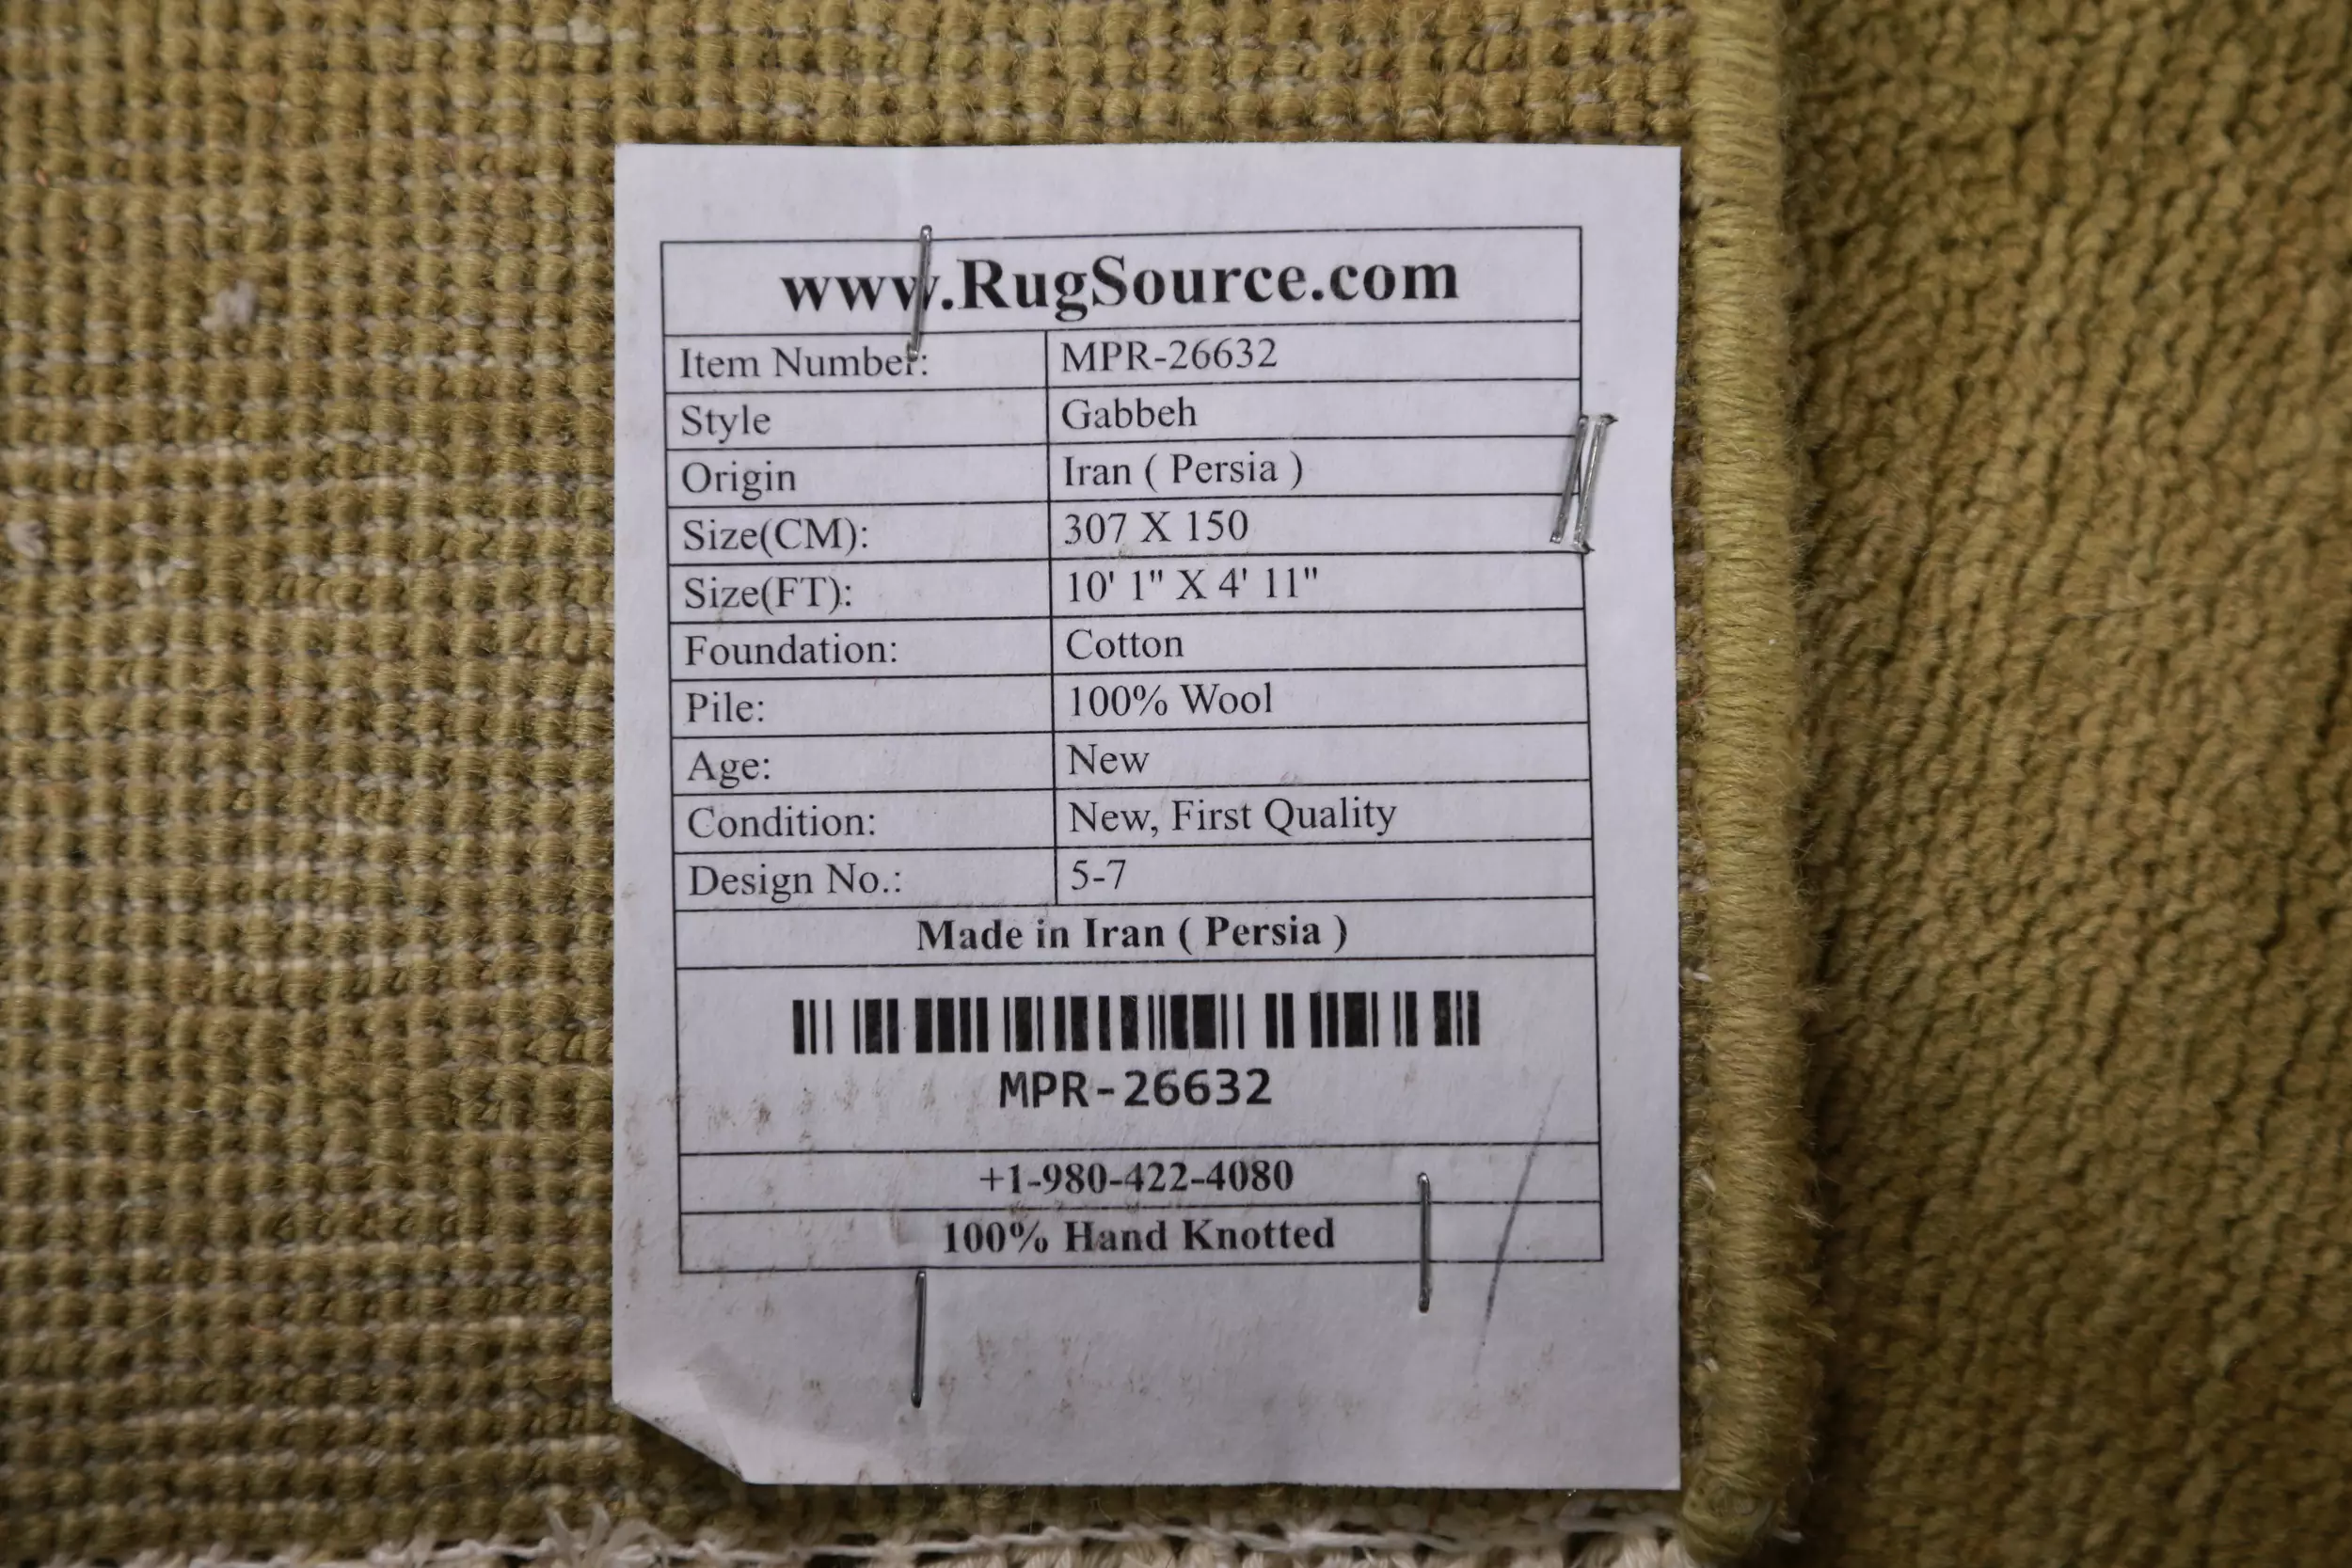 www.RugSource.com
Item Number: MPR-26632
Style Gabbeh
Origin Iran ( Persia )
Size(CM): 307 X 150
Size(FT): 10' 1" X 4' 11"
Foundation: Cotton
Pile: 100% Wool
Age: New
Condition: New, First Quality
Design No.: 5-7
Made in Iran ( Persia )
MPR-26632
+1-980-422-4080
100% Hand Knotted